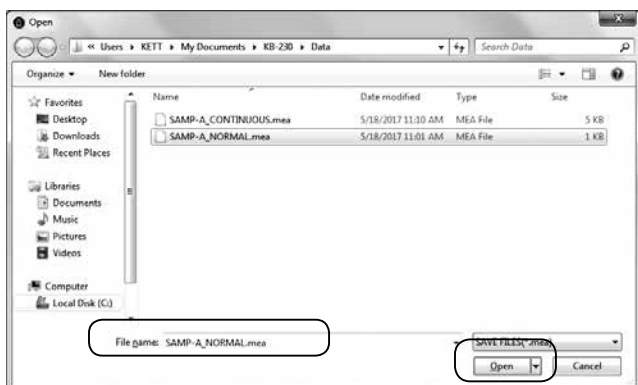 Open
« Users ▸ KETT ▸ My Documents ▸ KB-230 ▸ Data
Search Data
Organize ▾ New folder
Name Date modified Type Size
Favorites
Desktop
Downloads
Recent Places
Libraries
Documents
Music
Pictures
Videos
Computer
Local Disk (C:)
SAMP-A_CONTINUOUS.mea 5/18/2017 11:10 AM MEA File 5 KB
SAMP-A_NORMAL.mea 5/18/2017 11:01 AM MEA File 1 KB
File name: SAMP-A_NORMAL.mea
SAVE FILES(*.mea)
Open Cancel